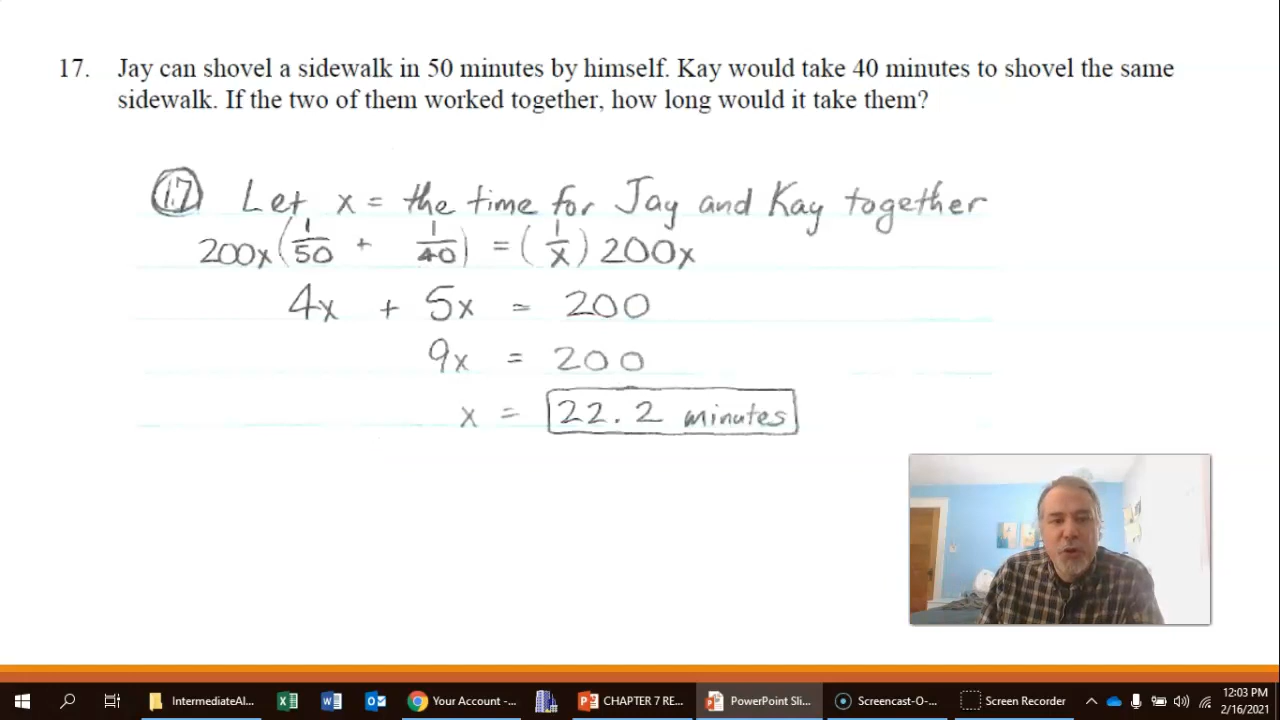 17. Jay can shovel a sidewalk in 50 minutes by himself. Kay would take 40 minutes to shovel the same
sidewalk. If the two of them worked together, how long would it take them?
17 Let x = the time for Jay and Kay together
200x(1/50 + 1/40) = (1/x) 200x
4x + 5x = 200
9x = 200
x = 22.2 minutes
IntermediateAl... Your Account -... CHAPTER 7 RE... PowerPoint Sli... Screencast-O-... Screen Recorder 12:03 PM
2/16/2021